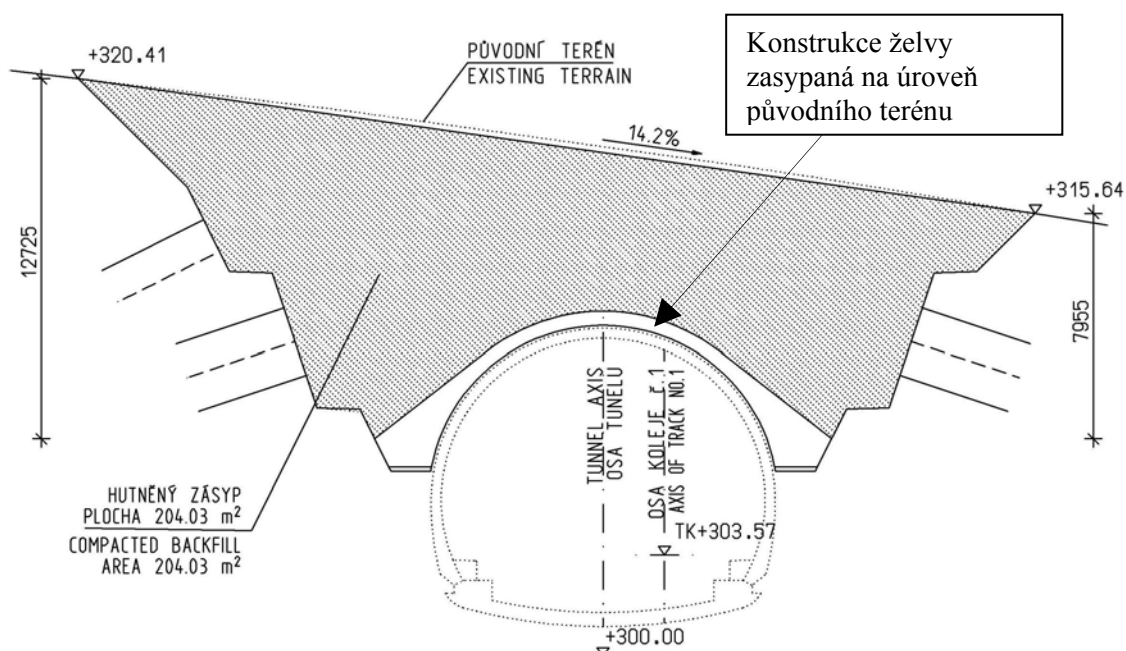 +320.41
PŮVODNÍ TERÉN
EXISTING TERRAIN
Konstrukce želvy
zasypaná na úroveň
původního terénu
14.2%
+315.64
12725
7955
TUNNEL AXIS
OSA TUNELU
OSA KOLEJE č.1
AXIS OF TRACK NO.1
HUTNĚNÝ ZÁSYP
PLOCHA 204.03 m²
COMPACTED BACKFILL
AREA 204.03 m²
TK+303.57
+300.00